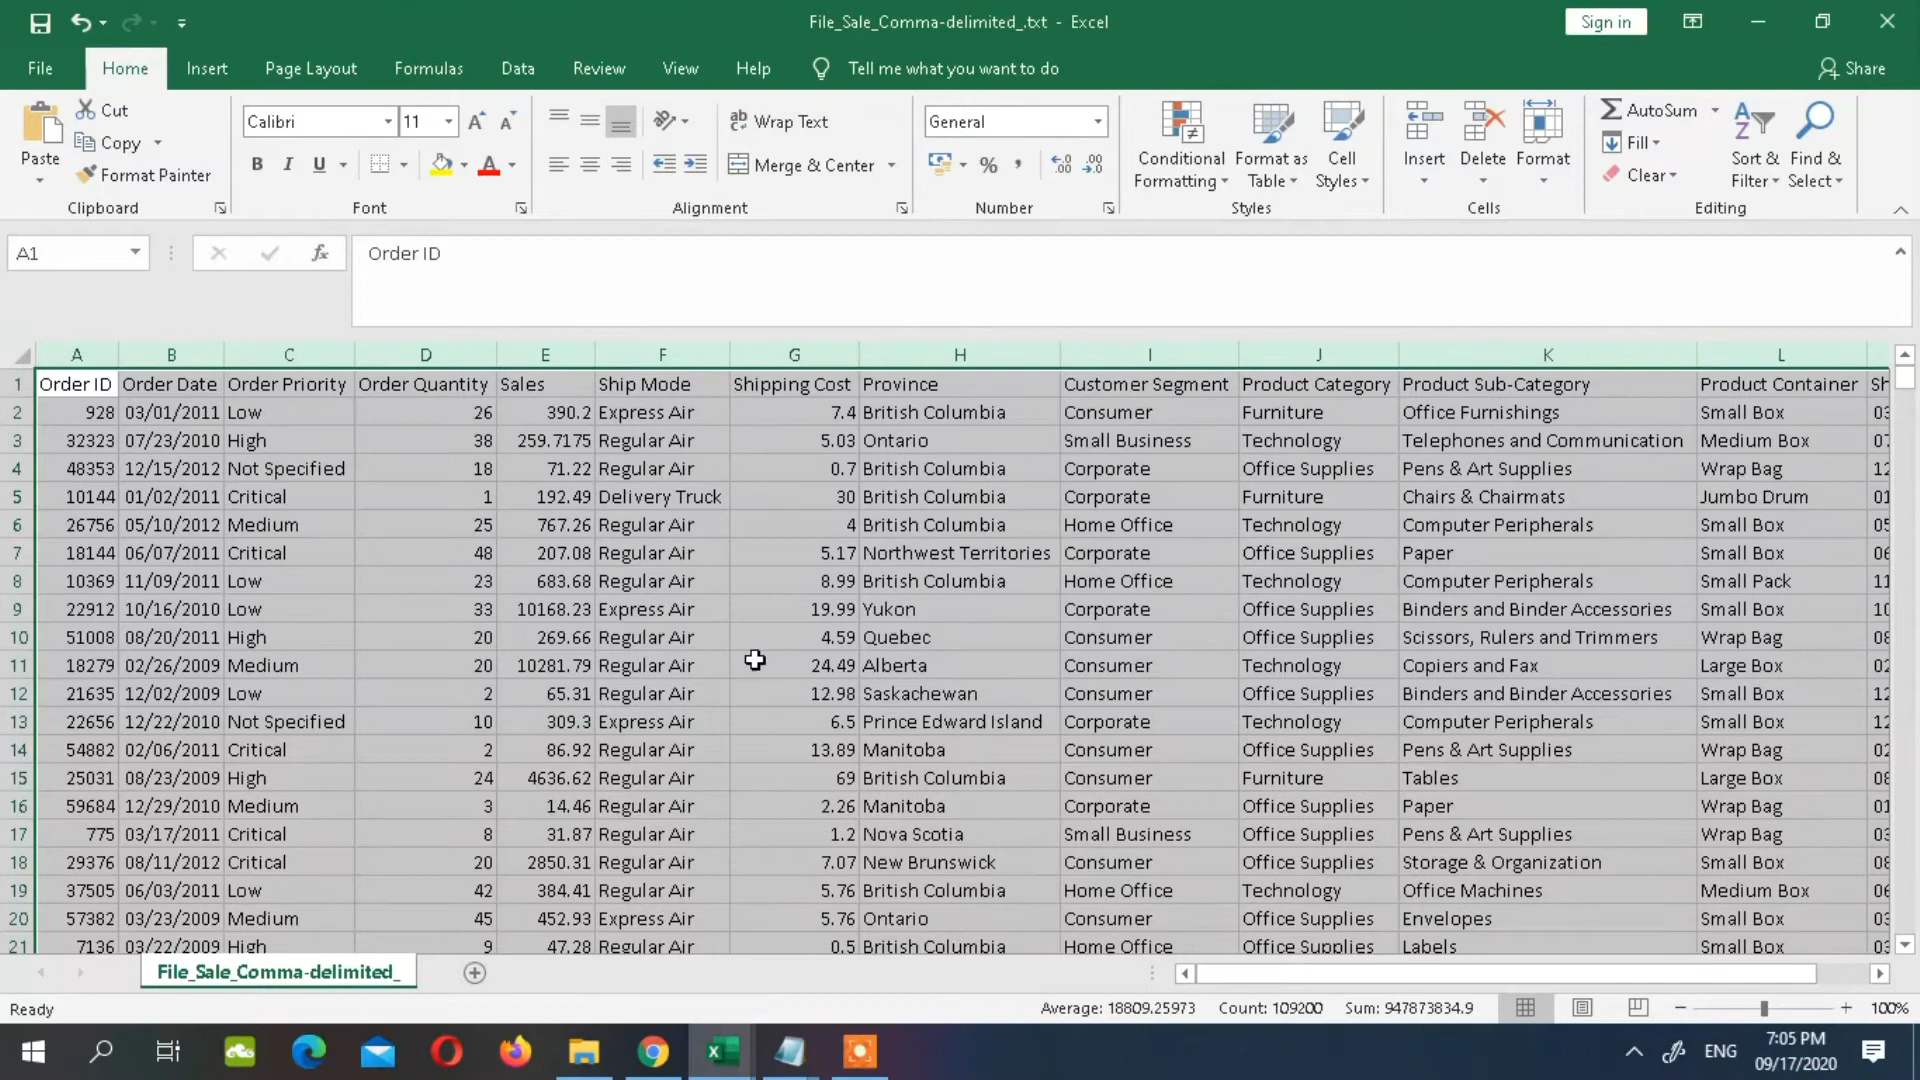 File_Sale_Comma-delimited_.txt - Excel
Sign in
File Home Insert Page Layout Formulas Data Review View Help Tell me what you want to do Share
Paste
Cut
Copy
Format Painter
Clipboard
Calibri 11
B I U A
Font
ab Wrap Text
Merge & Center
Alignment
General
% ,
Number
Conditional Formatting
Format as Table
Cell Styles
Styles
Insert Delete Format
Cells
AutoSum
Fill
Clear
Sort & Filter
Find & Select
Editing
A1 fx Order ID
A B C D E F G H I J K L
1 Order ID Order Date Order Priority Order Quantity Sales Ship Mode Shipping Cost Province Customer Segment Product Category Product Sub-Category Product Container Sh
2 928 03/01/2011 Low 26 390.2 Express Air 7.4 British Columbia Consumer Furniture Office Furnishings Small Box 03
3 32323 07/23/2010 High 38 259.7175 Regular Air 5.03 Ontario Small Business Technology Telephones and Communication Medium Box 07
4 48353 12/15/2012 Not Specified 18 71.22 Regular Air 0.7 British Columbia Corporate Office Supplies Pens & Art Supplies Wrap Bag 12
5 10144 01/02/2011 Critical 1 192.49 Delivery Truck 30 British Columbia Corporate Furniture Chairs & Chairmats Jumbo Drum 01
6 26756 05/10/2012 Medium 25 767.26 Regular Air 4 British Columbia Home Office Technology Computer Peripherals Small Box 05
7 18144 06/07/2011 Critical 48 207.08 Regular Air 5.17 Northwest Territories Corporate Office Supplies Paper Small Box 06
8 10369 11/09/2011 Low 23 683.68 Regular Air 8.99 British Columbia Home Office Technology Computer Peripherals Small Pack 11
9 22912 10/16/2010 Low 33 10168.23 Express Air 19.99 Yukon Corporate Office Supplies Binders and Binder Accessories Small Box 10
10 51008 08/20/2011 High 20 269.66 Regular Air 4.59 Quebec Consumer Office Supplies Scissors, Rulers and Trimmers Wrap Bag 08
11 18279 02/26/2009 Medium 20 10281.79 Regular Air 24.49 Alberta Consumer Technology Copiers and Fax Large Box 02
12 21635 12/02/2009 Low 2 65.31 Regular Air 12.98 Saskachewan Consumer Office Supplies Binders and Binder Accessories Small Box 12
13 22656 12/22/2010 Not Specified 10 309.3 Express Air 6.5 Prince Edward Island Corporate Technology Computer Peripherals Small Box 12
14 54882 02/06/2011 Critical 2 86.92 Regular Air 13.89 Manitoba Consumer Office Supplies Pens & Art Supplies Wrap Bag 02
15 25031 08/23/2009 High 24 4636.62 Regular Air 69 British Columbia Consumer Furniture Tables Large Box 08
16 59684 12/29/2010 Medium 3 14.46 Regular Air 2.26 Manitoba Corporate Office Supplies Paper Wrap Bag 01
17 775 03/17/2011 Critical 8 31.87 Regular Air 1.2 Nova Scotia Small Business Office Supplies Pens & Art Supplies Wrap Bag 03
18 29376 08/11/2012 Critical 20 2850.31 Regular Air 7.07 New Brunswick Consumer Office Supplies Storage & Organization Small Box 08
19 37505 06/03/2011 Low 42 384.41 Regular Air 5.76 British Columbia Home Office Technology Office Machines Medium Box 06
20 57382 03/23/2009 Medium 45 452.93 Express Air 5.76 Ontario Consumer Office Supplies Envelopes Small Box 03
21 7136 03/22/2009 High 9 47.28 Regular Air 0.5 British Columbia Home Office Office Supplies Labels Small Box 03
File_Sale_Comma-delimited_
Ready Average: 18809.25973 Count: 109200 Sum: 947873834.9 100%
ENG 7:05 PM
09/17/2020